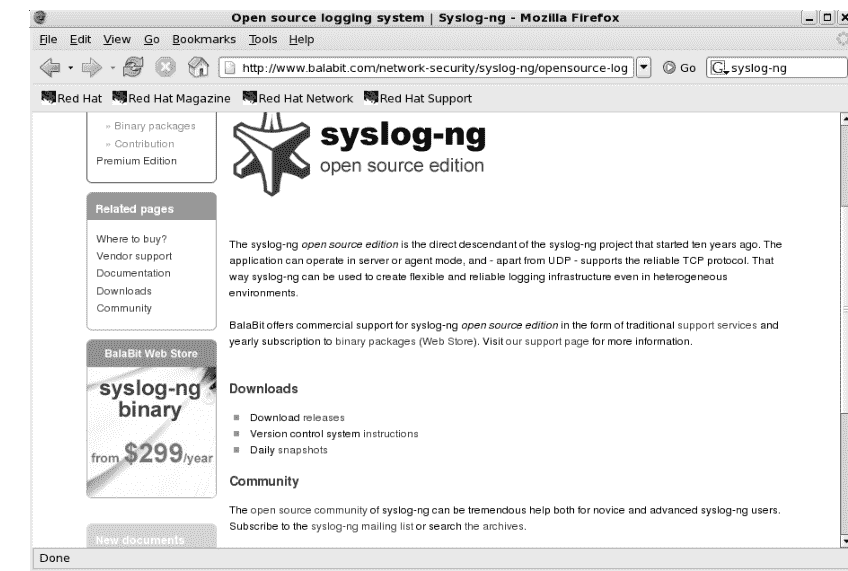 Open source logging system | Syslog-ng - Mozilla Firefox
File Edit View Go Bookmarks Tools Help
http://www.balabit.com/network-security/syslog-ng/opensource-log Go G syslog-ng
Red Hat Red Hat Magazine Red Hat Network Red Hat Support
» Binary packages
» Contribution
Premium Edition
syslog-ng
open source edition
Related pages
Where to buy?
Vendor support
Documentation
Downloads
Community
The syslog-ng open source edition is the direct descendant of the syslog-ng project that started ten years ago. The
application can operate in server or agent mode, and - apart from UDP - supports the reliable TCP protocol. That
way syslog-ng can be used to create flexible and reliable logging infrastructure even in heterogeneous
environments.
BalaBit offers commercial support for syslog-ng open source edition in the form of traditional support services and
yearly subscription to binary packages (Web Store). Visit our support page for more information.
BalaBit Web Store
syslog-ng
binary
from $299/year
Downloads
Download releases
Version control system instructions
Daily snapshots
Community
The open source community of syslog-ng can be tremendous help both for novice and advanced syslog-ng users.
Subscribe to the syslog-ng mailing list or search the archives.
New documents
Done